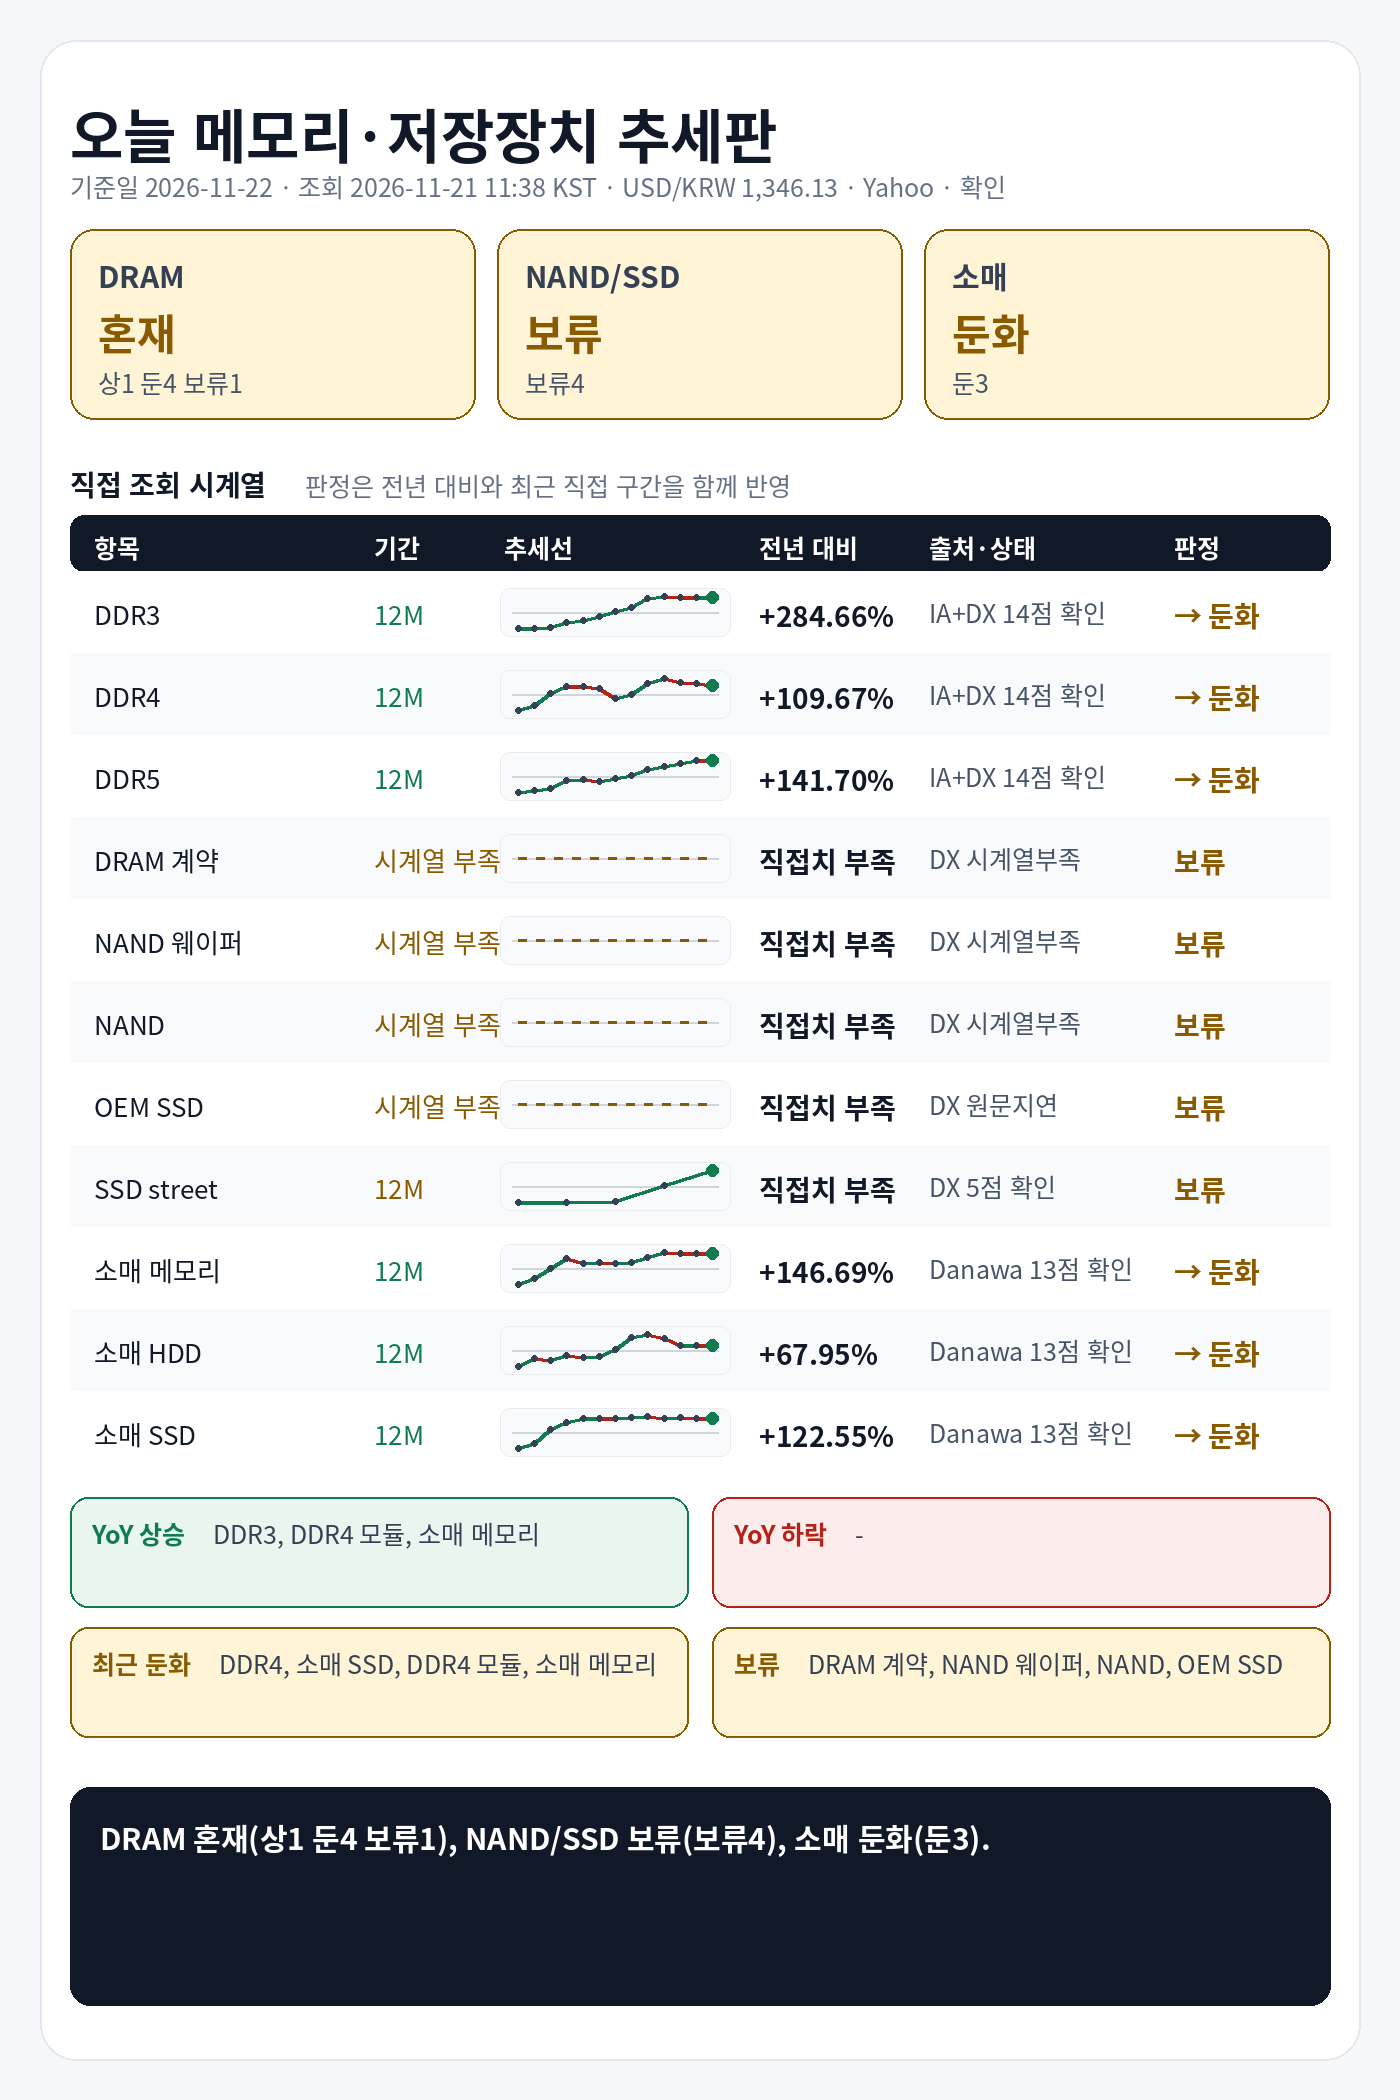 오늘 메모리·저장장치 추세판
기준일 2026-11-22 · 조회 2026-11-21 11:38 KST · USD/KRW 1,346.13 · Yahoo · 확인
DRAM
혼재
상1 둔4 보류1
NAND/SSD
보류
보류4
소매
둔화
둔3
직접 조회 시계열 판정은 전년 대비와 최근 직접 구간을 함께 반영
항목 기간 추세선 전년 대비 출처·상태 판정
DDR3 12M +284.66% IA+DX 14점 확인 → 둔화
DDR4 12M +109.67% IA+DX 14점 확인 → 둔화
DDR5 12M +141.70% IA+DX 14점 확인 → 둔화
DRAM 계약 시계열 부족 직접치 부족 DX 시계열부족 보류
NAND 웨이퍼 시계열 부족 직접치 부족 DX 시계열부족 보류
NAND 시계열 부족 직접치 부족 DX 시계열부족 보류
OEM SSD 시계열 부족 직접치 부족 DX 원문지연 보류
SSD street 12M 직접치 부족 DX 5점 확인 보류
소매 메모리 12M +146.69% Danawa 13점 확인 → 둔화
소매 HDD 12M +67.95% Danawa 13점 확인 → 둔화
소매 SSD 12M +122.55% Danawa 13점 확인 → 둔화
YoY 상승 DDR3, DDR4 모듈, 소매 메모리
YoY 하락 -
최근 둔화 DDR4, 소매 SSD, DDR4 모듈, 소매 메모리
보류 DRAM 계약, NAND 웨이퍼, NAND, OEM SSD
DRAM 혼재(상1 둔4 보류1), NAND/SSD 보류(보류4), 소매 둔화(둔3).